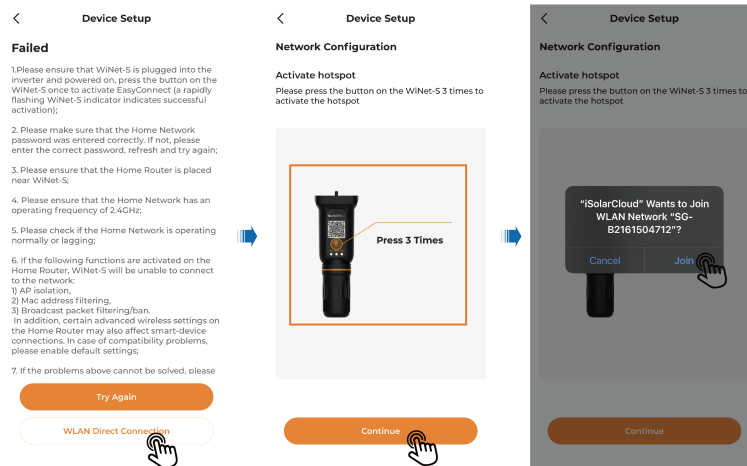 Device Setup
Failed
1.Please ensure that WiNet-S is plugged into the
inverter and powered on, press the button on the
WiNet-S once to activate EasyConnect (a rapidly
flashing WiNet-S indicator indicates successful
activation);
2. Please make sure that the Home Network
password was entered correctly. If not, please
enter the correct password, refresh and try again;
3. Please ensure that the Home Router is placed
near WiNet-S;
4. Please ensure that the Home Network has an
operating frequency of 2.4GHz;
5. Please check if the Home Network is operating
normally or lagging;
6. If the following functions are activated on the
Home Router, WiNet-S will be unable to connect
to the network:
1) AP isolation,
2) Mac address filtering,
3) Broadcast packet filtering/ban.
In addition, certain advanced wireless settings on
the Home Router may also affect smart-device
connections. In case of compatibility problems,
please enable default settings;
7. If the problems above cannot be solved, please
Try Again
WLAN Direct Connection
Device Setup
Network Configuration
Activate hotspot
Please press the button on the WiNet-S 3 times to
activate the hotspot
Press 3 Times
Continue
Device Setup
Network Configuration
Activate hotspot
Please press the button on the WiNet-S 3 times to
activate the hotspot
“iSolarCloud” Wants to Join
WLAN Network “SG-
B2161504712”?
Cancel
Join
Continue